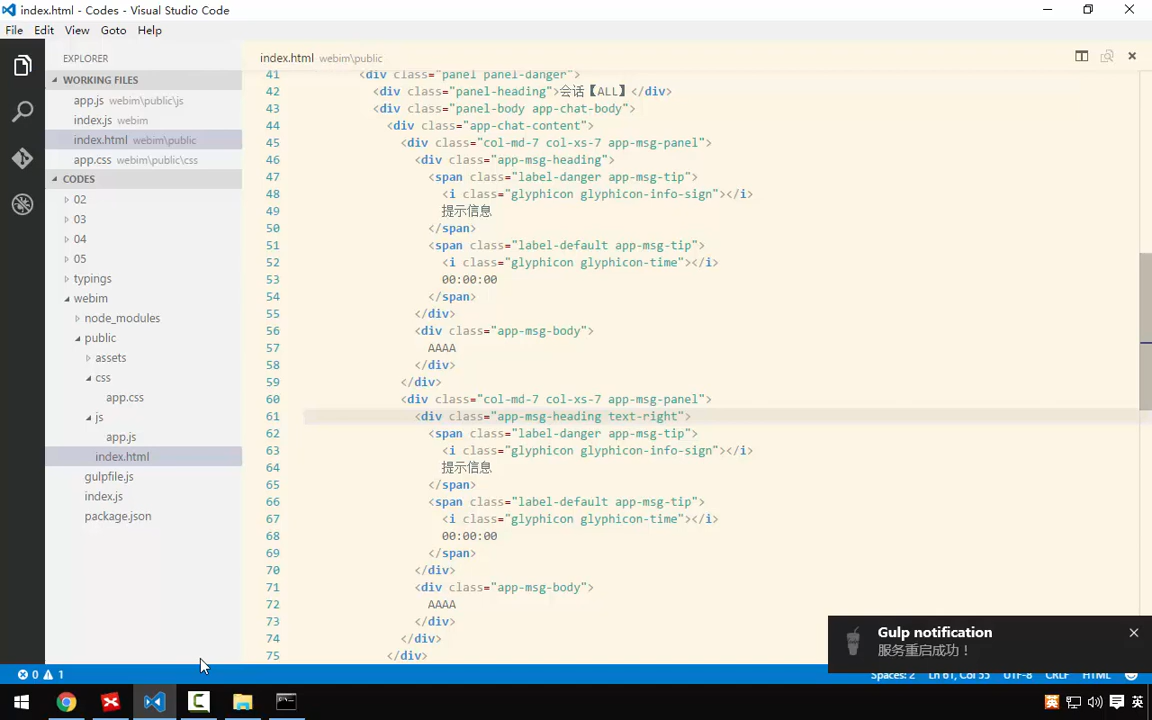 index.html - Codes - Visual Studio Code
File Edit View Goto Help
EXPLORER
WORKING FILES
app.js webim\public\js
index.js webim
index.html webim\public
app.css webim\public\css
CODES
02
03
04
05
typings
webim
node_modules
public
assets
css
app.css
js
app.js
index.html
gulpfile.js
index.js
package.json
index.html webim\public
41 <div class="panel panel-danger">
42 <div class="panel-heading">会话【ALL】</div>
43 <div class="panel-body app-chat-body">
44 <div class="app-chat-content">
45 <div class="col-md-7 col-xs-7 app-msg-panel">
46 <div class="app-msg-heading">
47 <span class="label-danger app-msg-tip">
48 <i class="glyphicon glyphicon-info-sign"></i>
49 提示信息
50 </span>
51 <span class="label-default app-msg-tip">
52 <i class="glyphicon glyphicon-time"></i>
53 00:00:00
54 </span>
55 </div>
56 <div class="app-msg-body">
57 AAAA
58 </div>
59 </div>
60 <div class="col-md-7 col-xs-7 app-msg-panel">
61 <div class="app-msg-heading text-right">
62 <span class="label-danger app-msg-tip">
63 <i class="glyphicon glyphicon-info-sign"></i>
64 提示信息
65 </span>
66 <span class="label-default app-msg-tip">
67 <i class="glyphicon glyphicon-time"></i>
68 00:00:00
69 </span>
70 </div>
71 <div class="app-msg-body">
72 AAAA
73 </div>
74 </div>
75 </div>
Gulp notification
服务重启成功！
0 1
Spaces: 2 Ln 61, Col 55 UTF-8 CRLF HTML
英